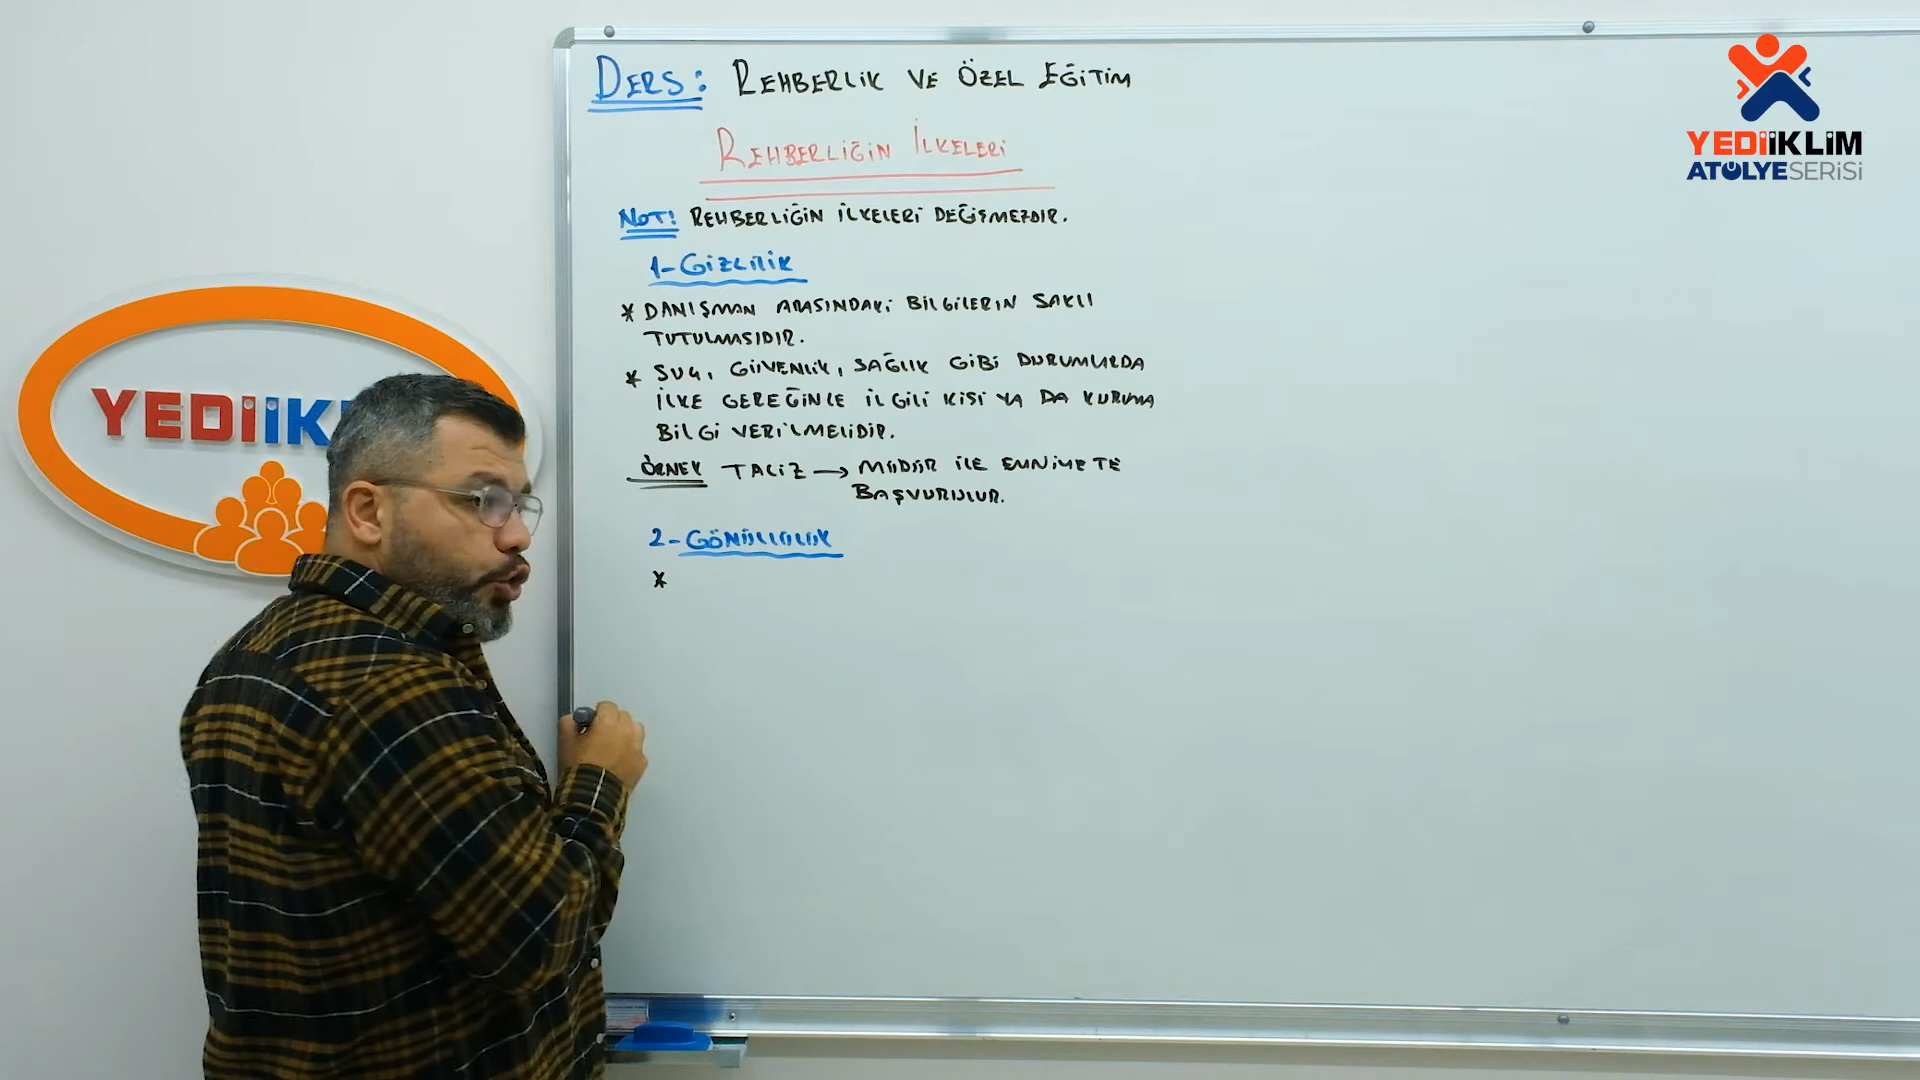 DERS: REHBERLİK VE ÖZEL EĞİTİM
REHBERLİĞİN İLKELERİ
NOT! REHBERLİĞİN İLKELERİ DEĞİŞMEZDİR.
1-GİZLİLİK
* DANIŞMAN ARASINDAKİ BİLGİLERİN SAKLI
TUTULMASIDIR.
* SUÇ, GÜVENLİK, SAĞLIK GİBİ DURUMLARDA
İLKE GEREĞİNCE İLGİLİ KİŞİ YA DA KURUMA
BİLGİ VERİLMELİDİR.
ÖRNEK TACİZ → MÜDÜR İLE EMNİYETE
BAŞVURULUR.
2-GÖNÜLLÜLÜK
*
YEDİİKLİM
ATÖLYESERİSİ
YEDİİK